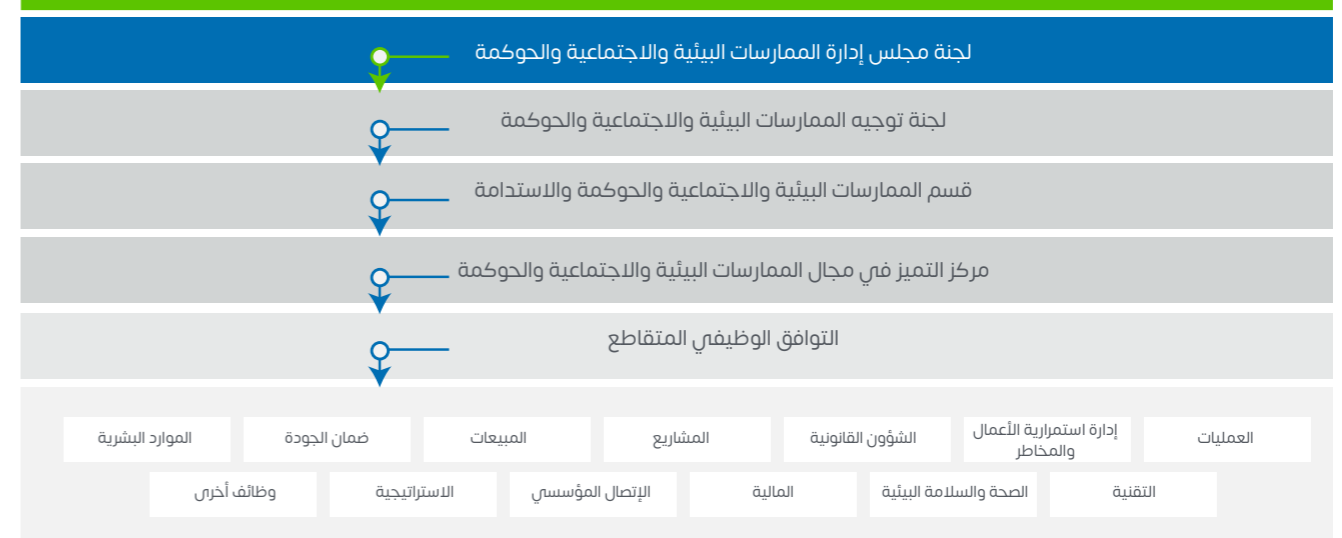 لجنة مجلس إدارة الممارسات البيئية والاجتماعية والحوكمة
لجنة توجيه الممارسات البيئية والاجتماعية والحوكمة
قسم الممارسات البيئية والاجتماعية والحوكمة والاستدامة
مركز التميز في مجال الممارسات البيئية والاجتماعية والحوكمة
التوافق الوظيفي المتقاطع
العمليات
إدارة استمرارية الأعمال
والمخاطر
الشؤون القانونية
المشاريع
المبيعات
ضمان الجودة
الموارد البشرية
التقنية
الصحة والسلامة البيئية
المالية
الإتصال المؤسسي
الاستراتيجية
وظائف أخرى